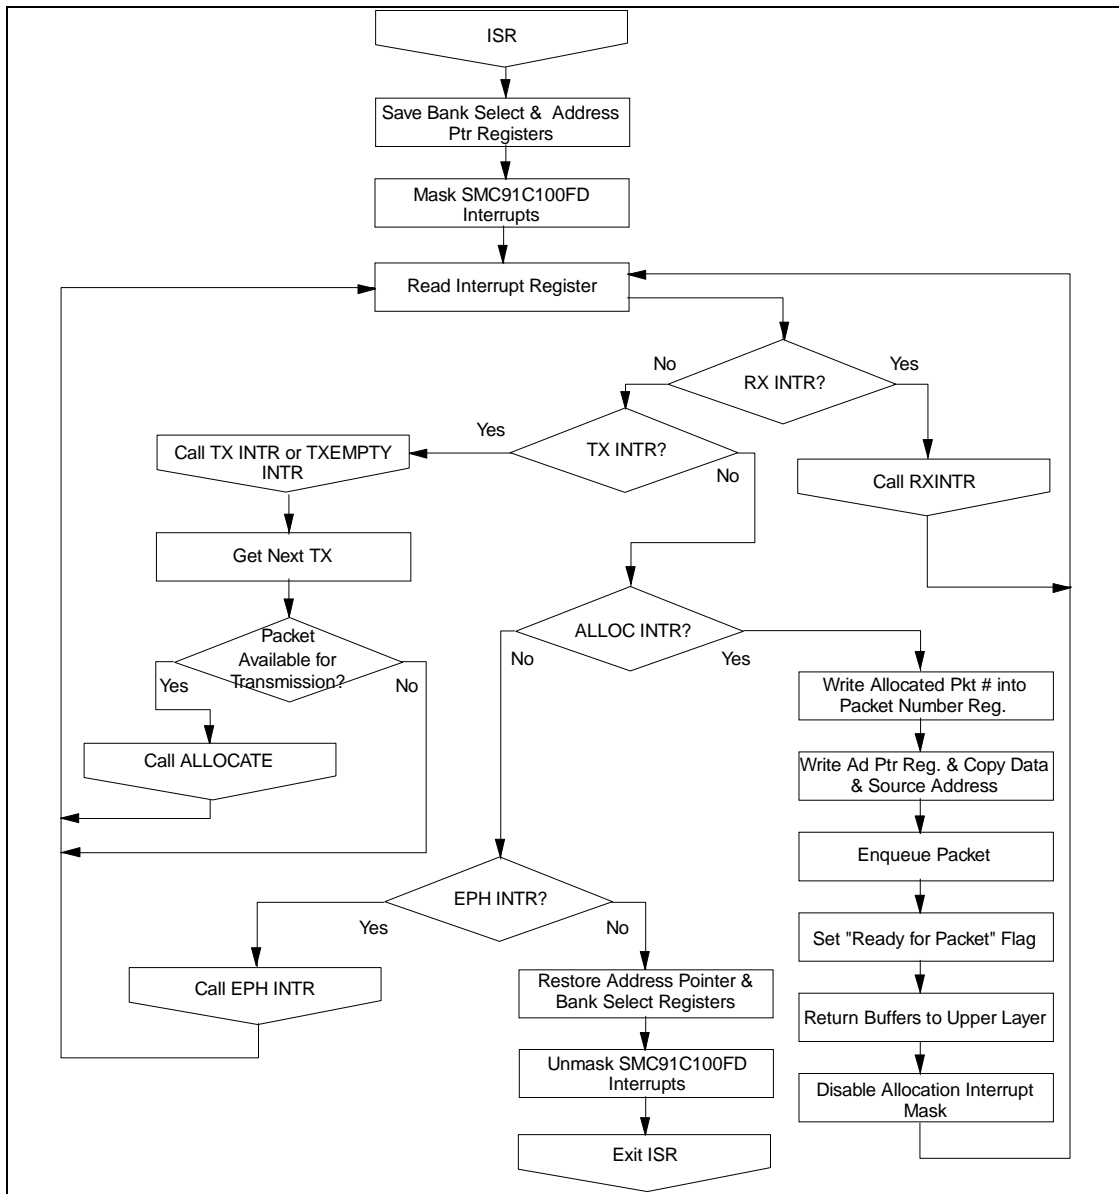 ISR
Save Bank Select & Address
Ptr Registers
Mask SMC91C100FD
Interrupts
Read Interrupt Register
No
Yes
RX INTR?
Yes
TX INTR?
Call TX INTR or TXEMPTY
INTR
No
Call RXINTR
Get Next TX
ALLOC INTR?
Packet
Available for
Transmission?
No
Yes
Yes
No
Write Allocated Pkt # into
Packet Number Reg.
Call ALLOCATE
Write Ad Ptr Reg. & Copy Data
& Source Address
Enqueue Packet
EPH INTR?
Yes
No
Set "Ready for Packet" Flag
Call EPH INTR
Restore Address Pointer &
Bank Select Registers
Return Buffers to Upper Layer
Unmask SMC91C100FD
Interrupts
Disable Allocation Interrupt
Mask
Exit ISR